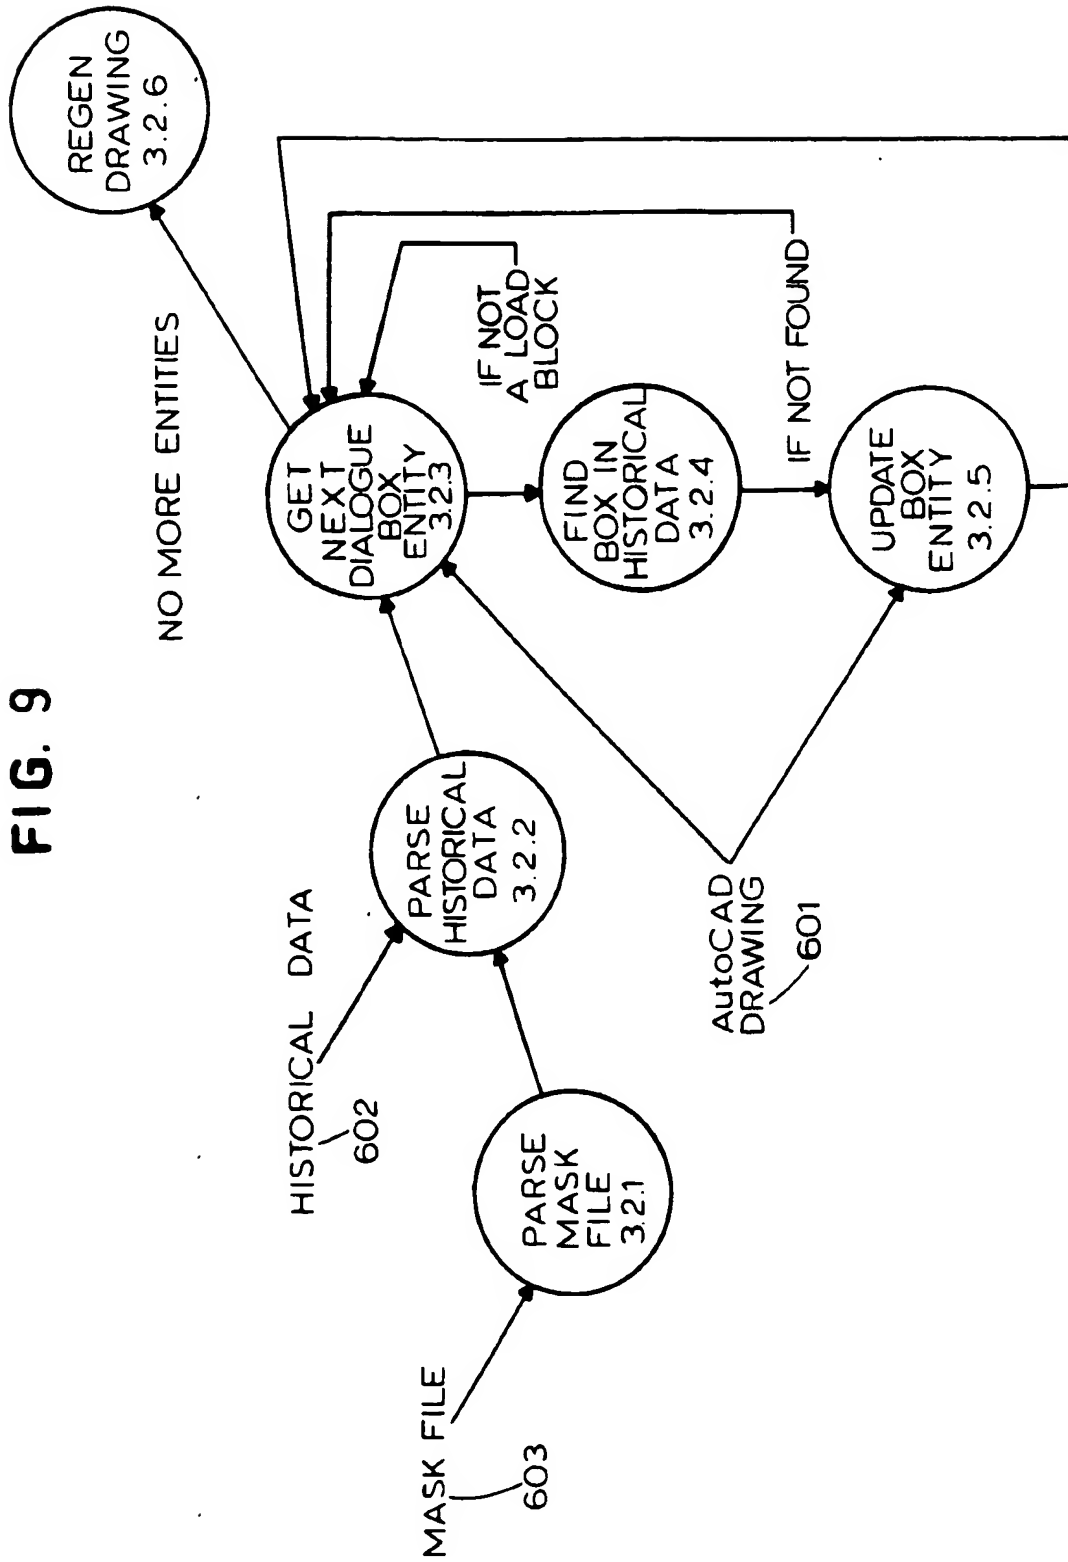 FIG. 9
MASK FILE
603
PARSE
MASK
FILE
3.2.1
HISTORICAL DATA
602
PARSE
HISTORICAL
DATA
3.2.2
AutoCAD
DRAWING
601
NO MORE ENTITIES
GET
NEXT
DIALOGUE
BOX
ENTITY
3.2.3
IF NOT
A LOAD
BLOCK
FIND
BOX IN
HISTORICAL
DATA
3.2.4
IF NOT FOUND
UPDATE
BOX
ENTITY
3.2.5
REGEN
DRAWING
3.2.6